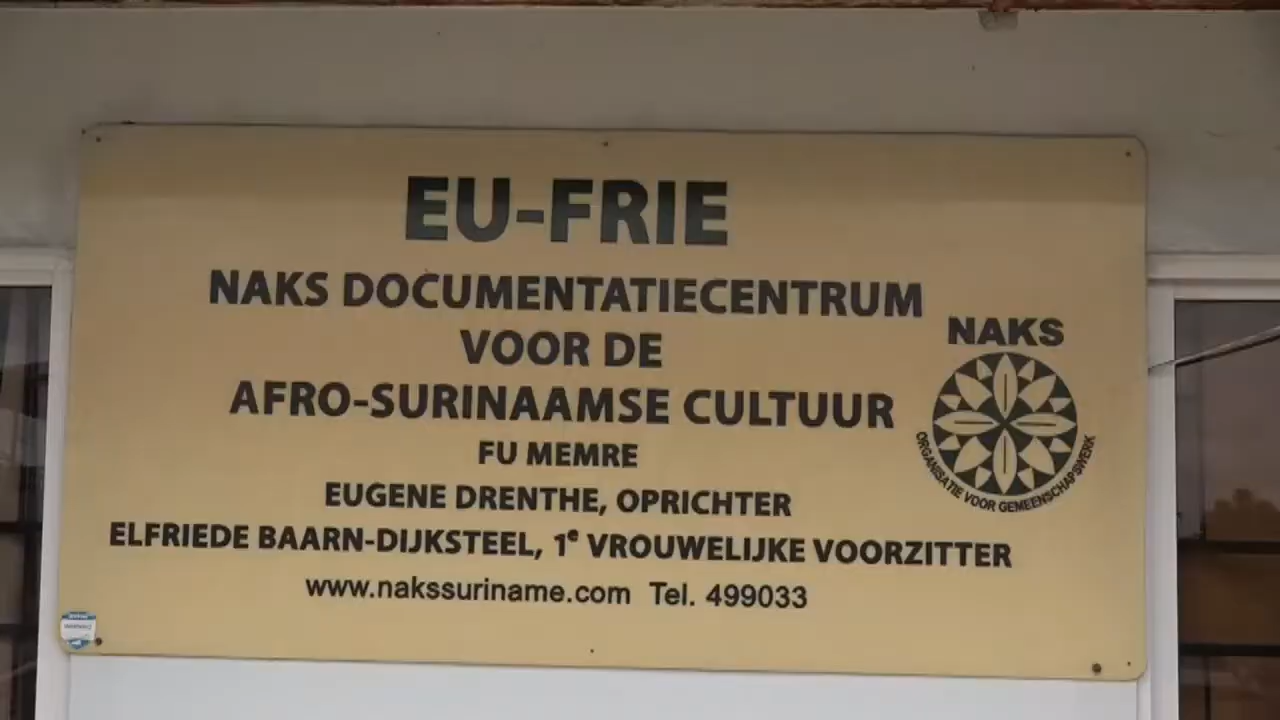 EU-FRIE
NAKS DOCUMENTATIECENTRUM
VOOR DE
AFRO-SURINAAMSE CULTUUR
FU MEMRE
EUGENE DRENTHE, OPRICHTER
ELFRIEDE BAARN-DIJKSTEEL, 1e VROUWELIJKE VOORZITTER
www.nakssuriname.com Tel. 499033
NAKS
ORGANISATIE VOOR GEMEENSCHAPSWERK